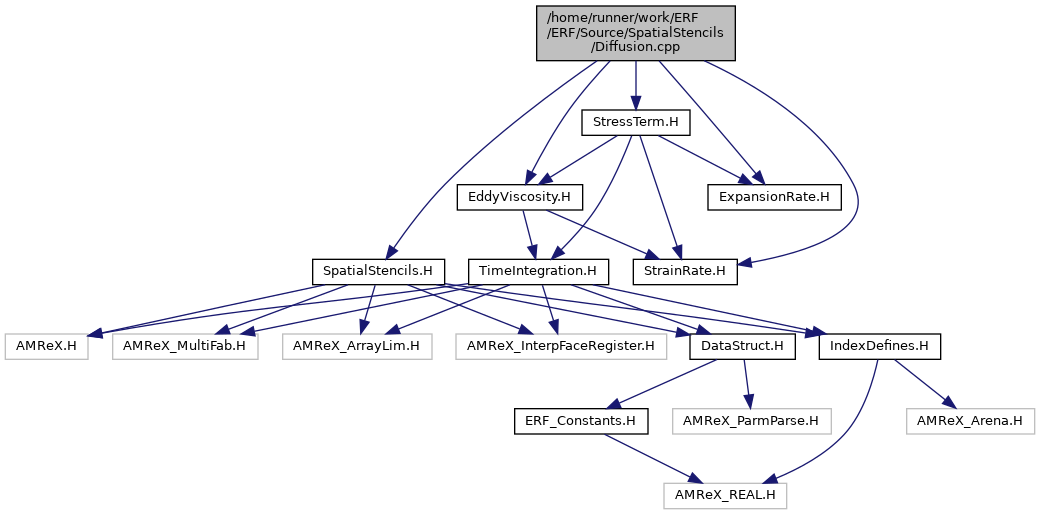 /home/runner/work/ERF
/ERF/Source/SpatialStencils
/Diffusion.cpp
StressTerm.H
EddyViscosity.H
ExpansionRate.H
SpatialStencils.H
TimeIntegration.H
StrainRate.H
AMReX.H
AMReX_MultiFab.H
AMReX_ArrayLim.H
AMReX_InterpFaceRegister.H
DataStruct.H
IndexDefines.H
ERF_Constants.H
AMReX_ParmParse.H
AMReX_Arena.H
AMReX_REAL.H